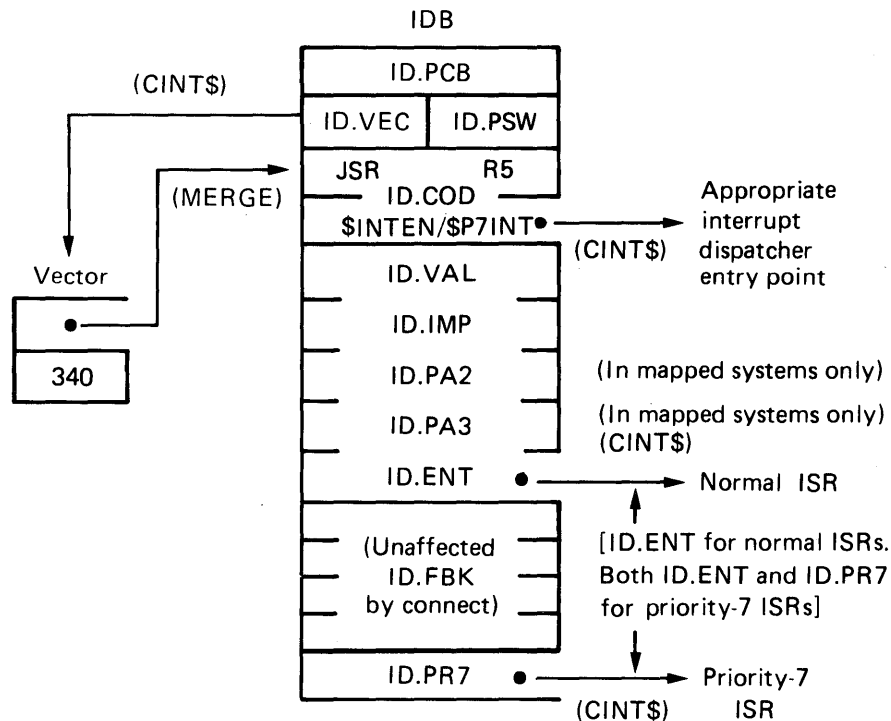 IDB
ID.PCB
(CINT$)
ID.VEC ID.PSW
JSR R5
(MERGE)
ID.COD
$INTEN/$P7INT
(CINT$)
Appropriate
interrupt
dispatcher
entry point
Vector
340
ID.VAL
ID.IMP
ID.PA2
(In mapped systems only)
ID.PA3
(In mapped systems only)
(CINT$)
ID.ENT
Normal ISR
(Unaffected
ID.FBK
by connect)
[ID.ENT for normal ISRs.
Both ID.ENT and ID.PR7
for priority-7 ISRs]
ID.PR7
(CINT$)
Priority-7
ISR